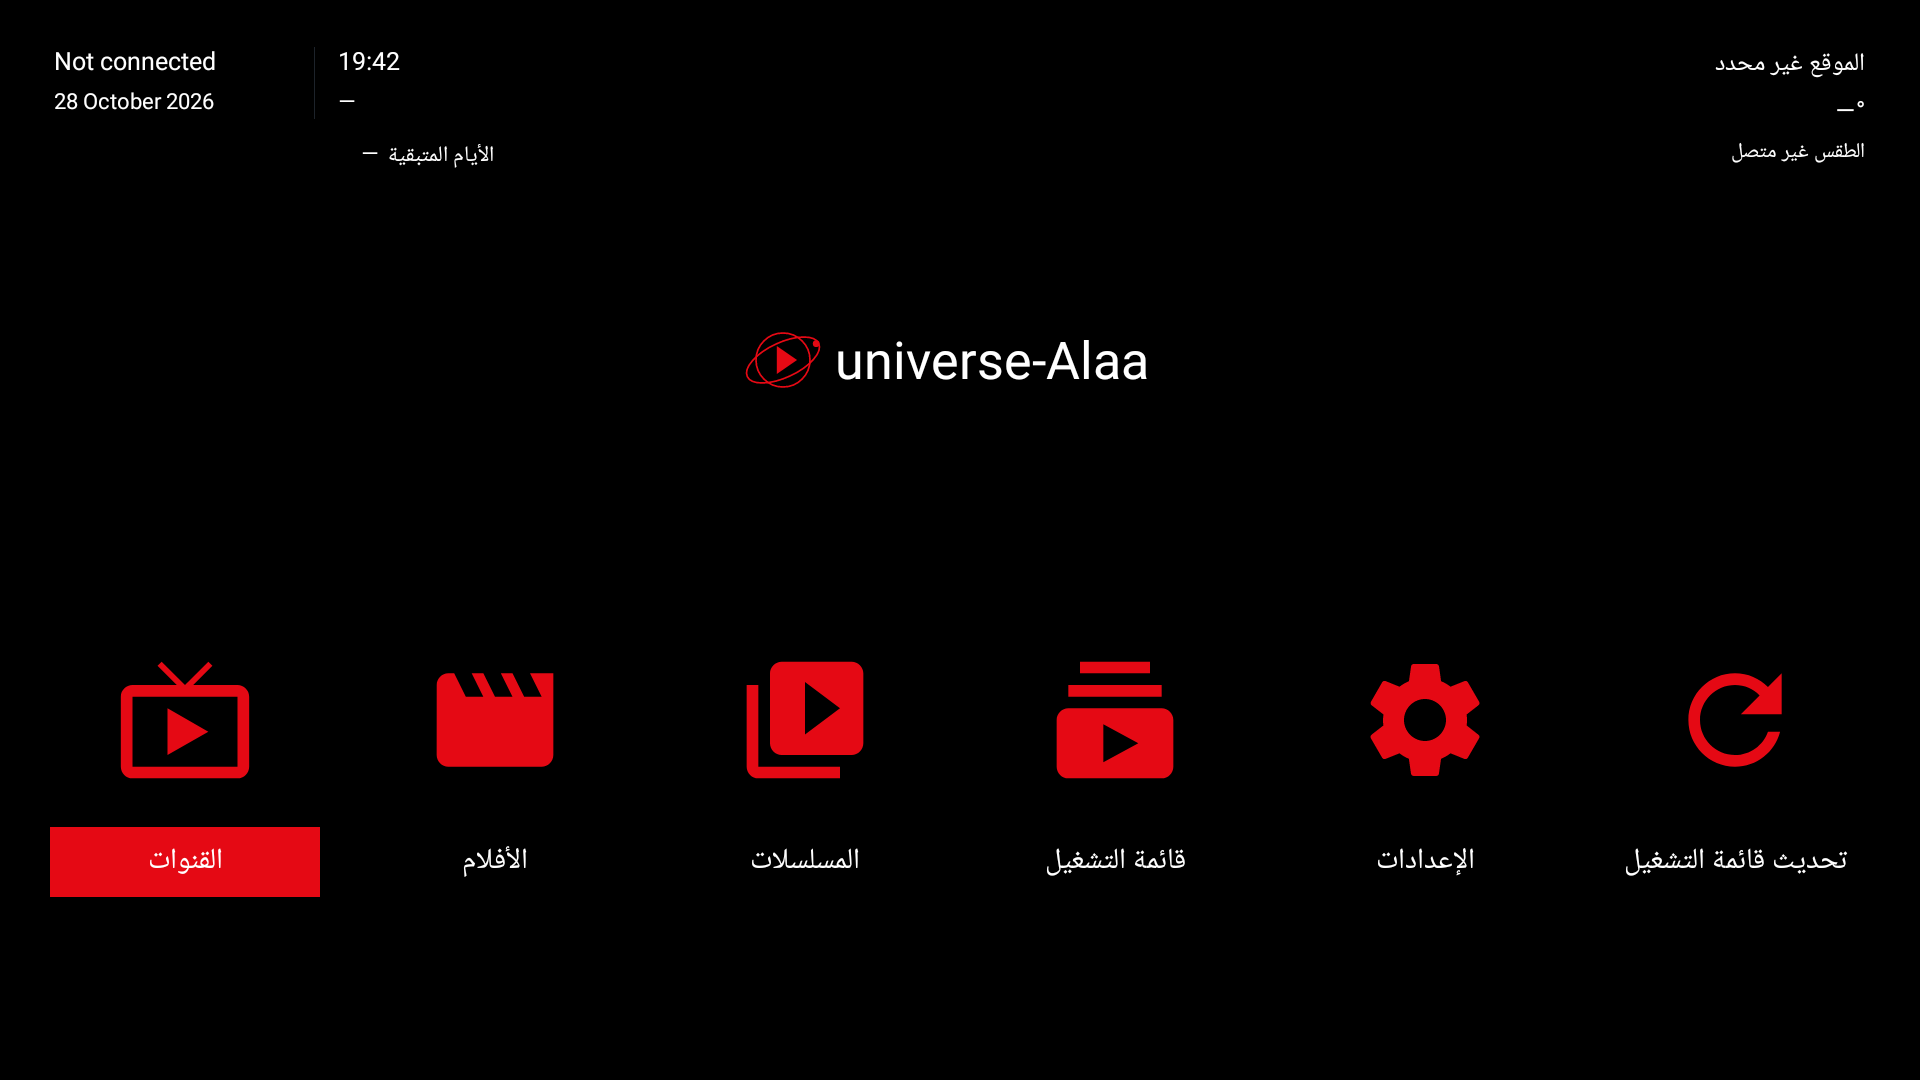 Not connected
28 October 2026
19:42
—
الأيام المتبقية —
الموقع غير محدد
—°
الطقس غير متصل
universe-Alaa
القنوات
الأفلام
المسلسلات
قائمة التشغيل
الإعدادات
تحديث قائمة التشغيل